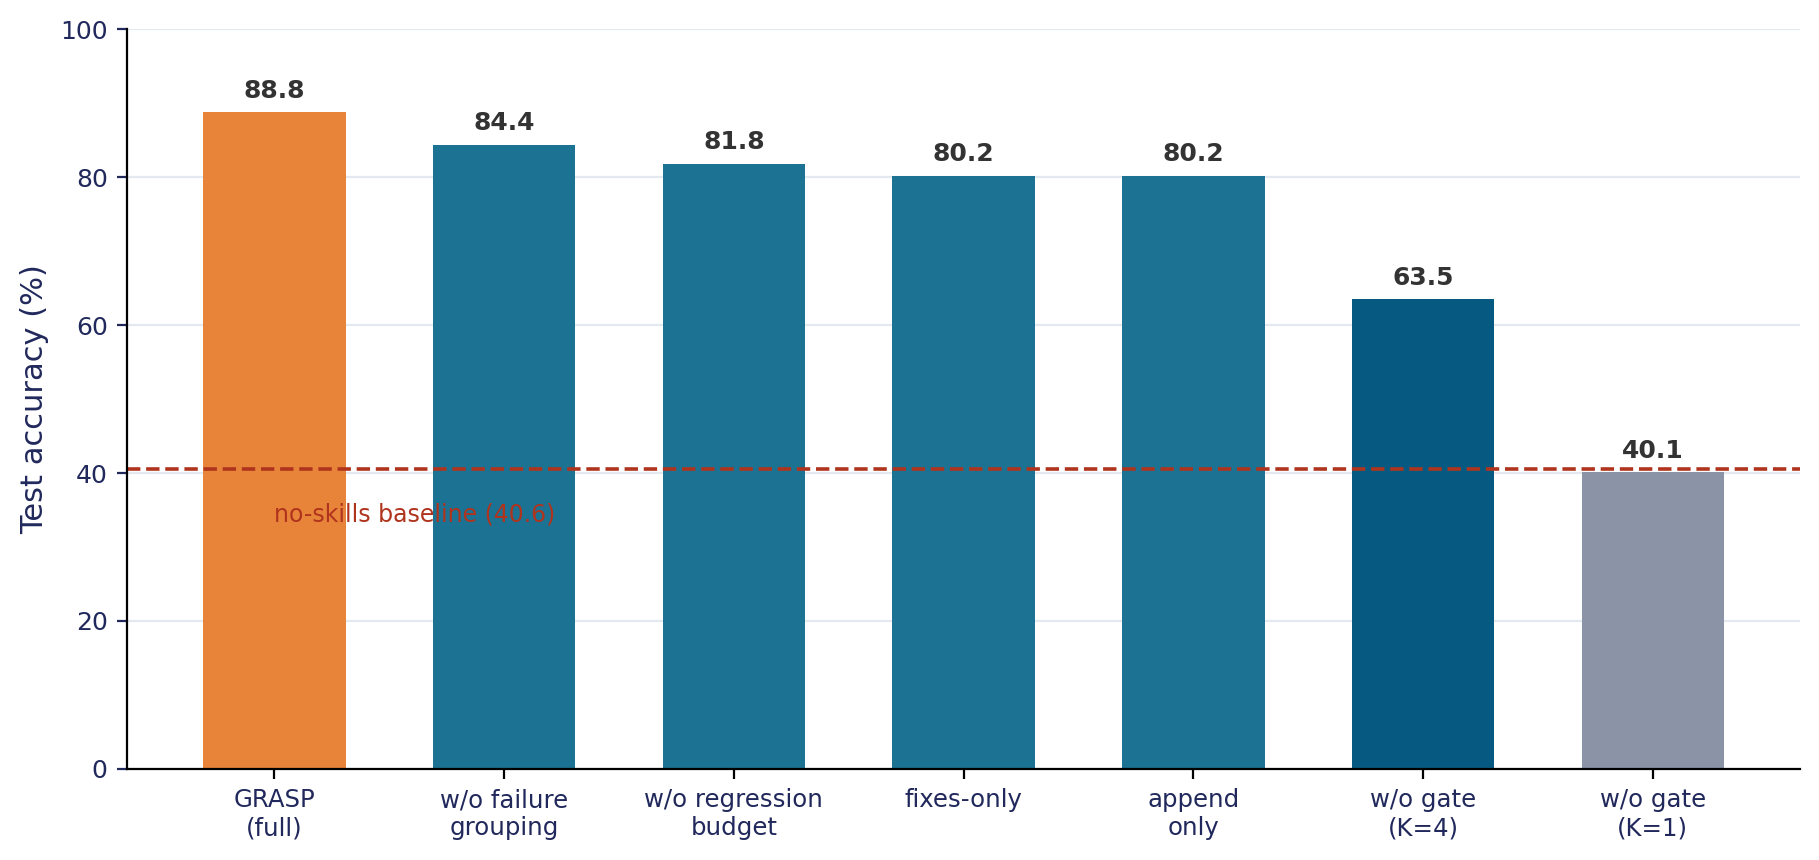 Test accuracy (%)
100
80
60
40
20
0
88.8
84.4
81.8
80.2
80.2
63.5
40.1
no-skills baseline (40.6)
GRASP
(full)
w/o failure
grouping
w/o regression
budget
fixes-only
append
only
w/o gate
(K=4)
w/o gate
(K=1)